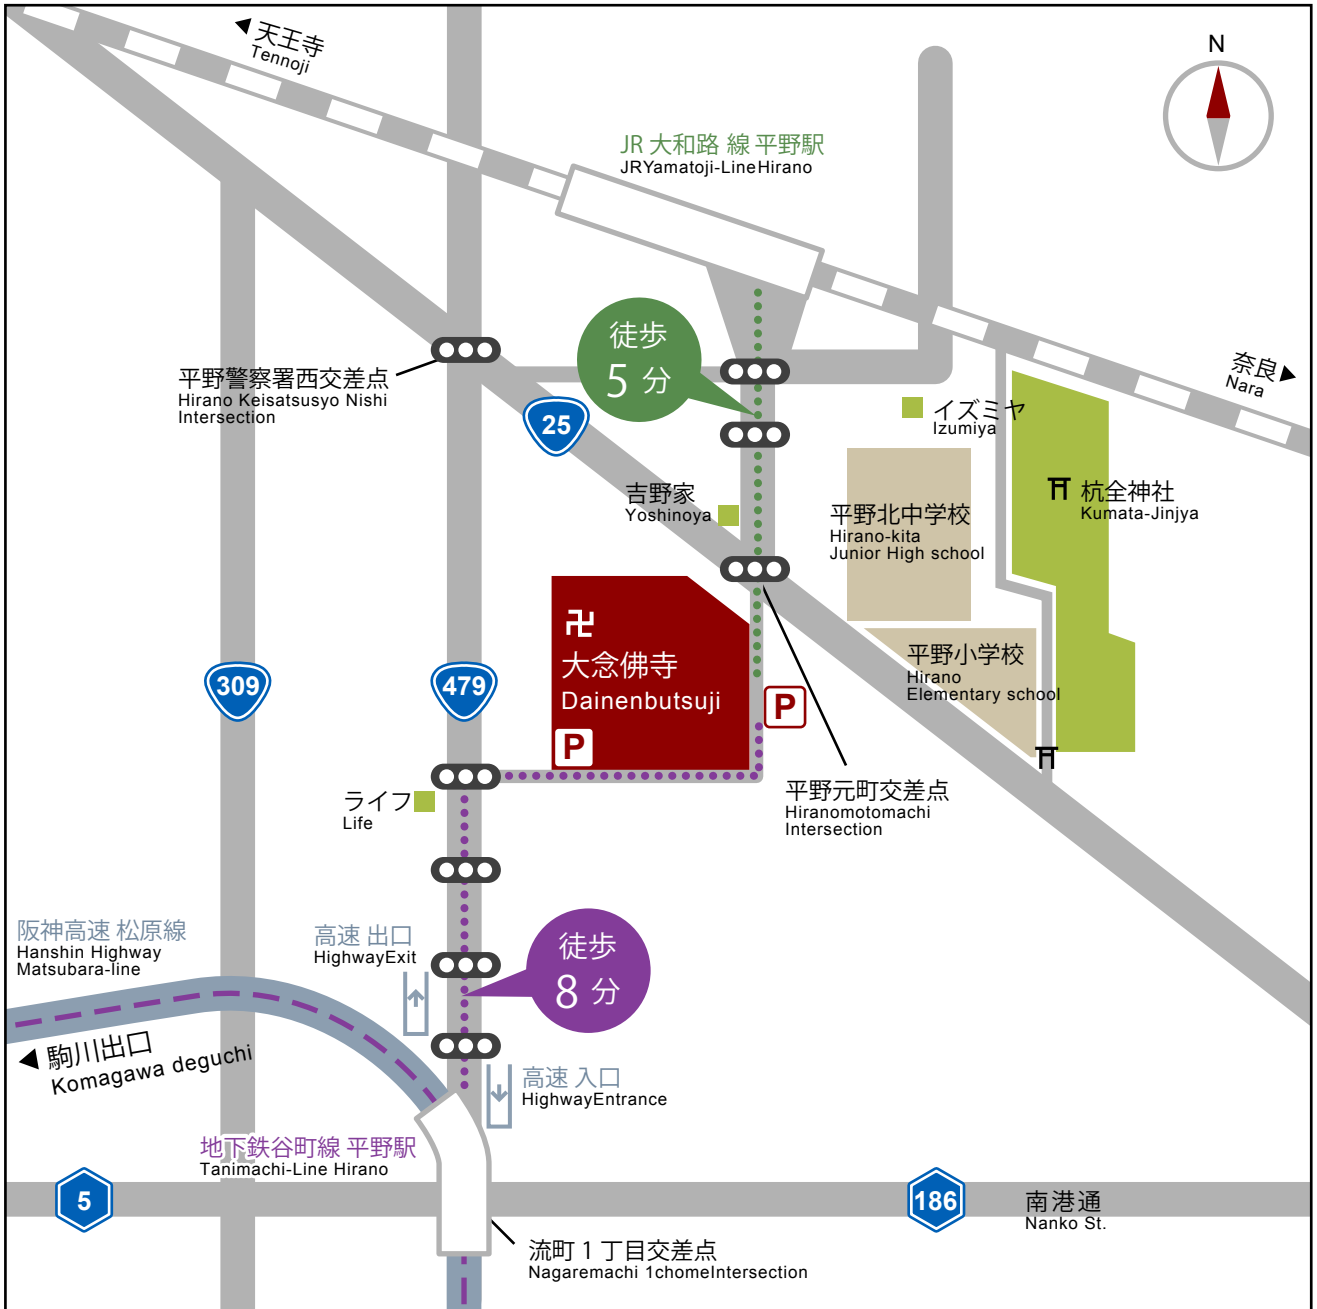 天王寺
Tennoji
N
JR 大和路 線 平野駅
JRYamatoji-LineHirano
徒歩
5 分
平野警察署西交差点
Hirano Keisatsusyo Nishi
Intersection
奈良
Nara
25
イズミヤ
Izumiya
吉野家
Yoshinoya
平野北中学校
Hirano-kita
Junior High school
杭全神社
Kumata-Jinjya
卍
大念佛寺
Dainenbutsuji
P
P
平野小学校
Hirano
Elementary school
309
479
ライフ
Life
平野元町交差点
Hiranomotomachi
Intersection
阪神高速 松原線
Hanshin Highway
Matsubara-line
高速 出口
HighwayExit
徒歩
8 分
駒川出口
Komagawa deguchi
高速 入口
HighwayEntrance
地下鉄谷町線 平野駅
Tanimachi-Line Hirano
5
186
南港通
Nanko St.
流町 1 丁目交差点
Nagaremachi 1chomeIntersection